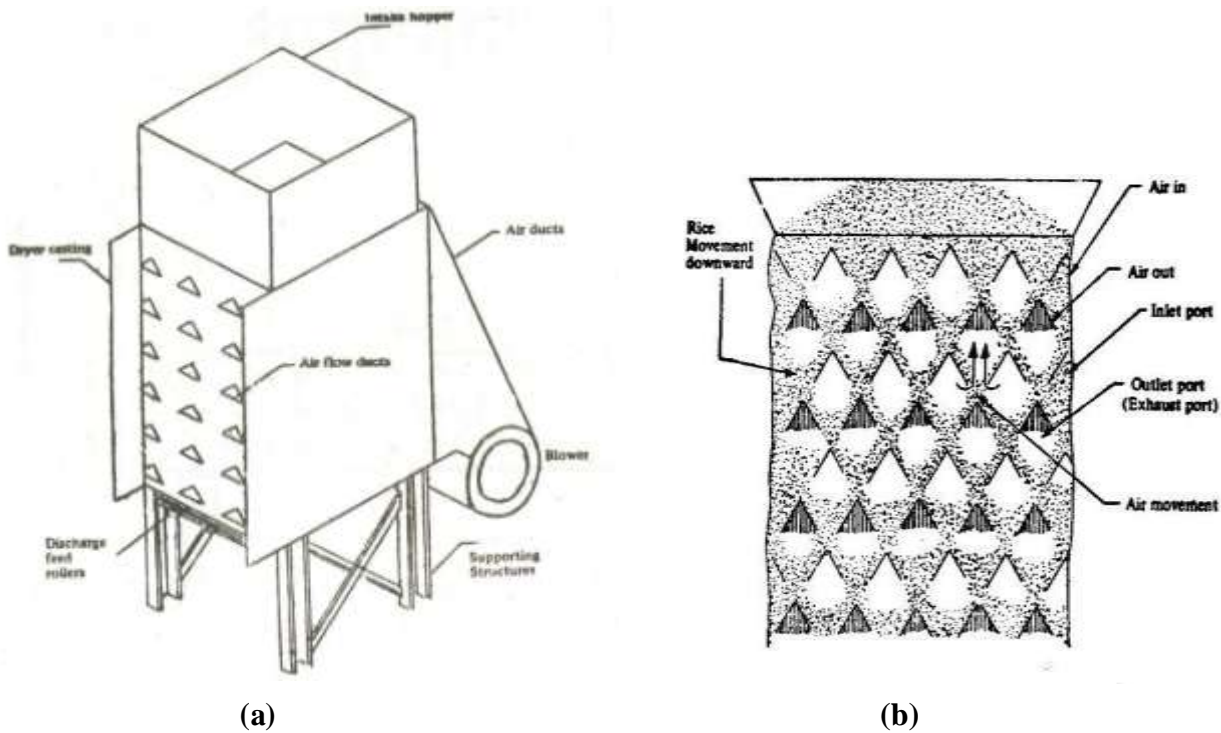 Intake hopper
Dryer casting
Air ducts
Air flow ducts
Blower
Discharge
feed
rollers
Supporting
Structures
(a)
Rice
Movement
downward
Air in
Air out
Inlet port
Outlet port
(Exhaust port)
Air movement
(b)